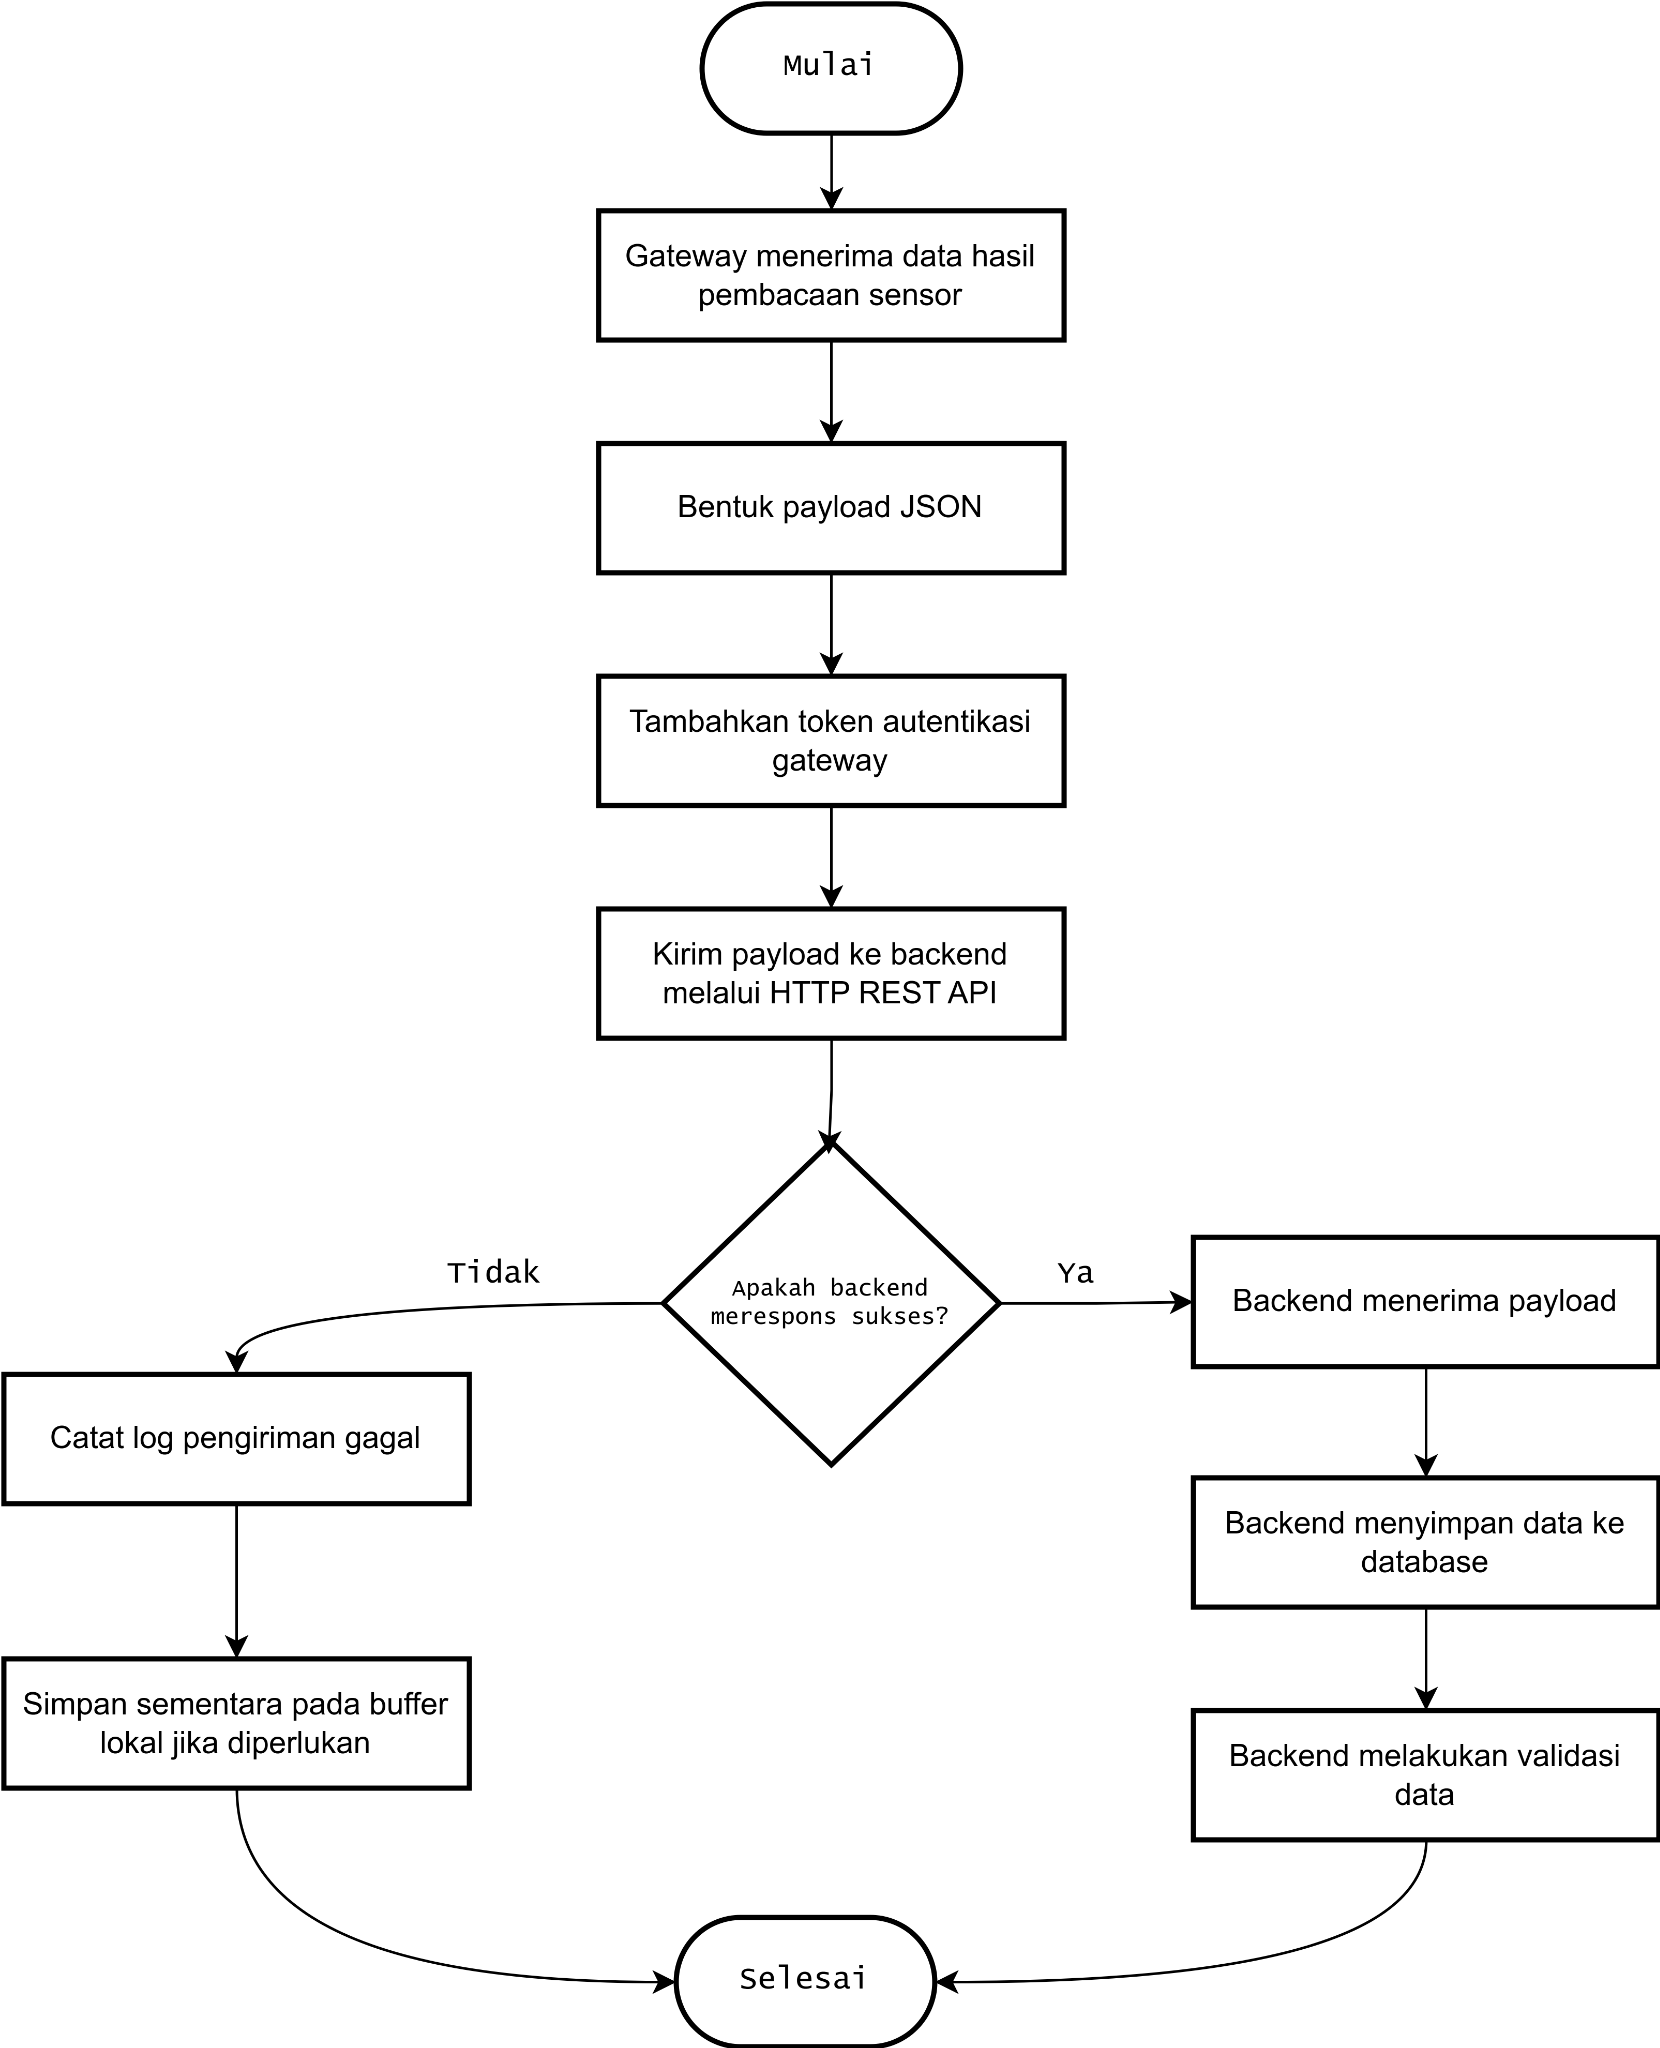 Mulai
Gateway menerima data hasil
pembacaan sensor
Bentuk payload JSON
Tambahkan token autentikasi
gateway
Kirim payload ke backend
melalui HTTP REST API
Apakah backend
merespons sukses?
Tidak
Ya
Catat log pengiriman gagal
Simpan sementara pada buffer
lokal jika diperlukan
Backend menerima payload
Backend menyimpan data ke
database
Backend melakukan validasi
data
Selesai